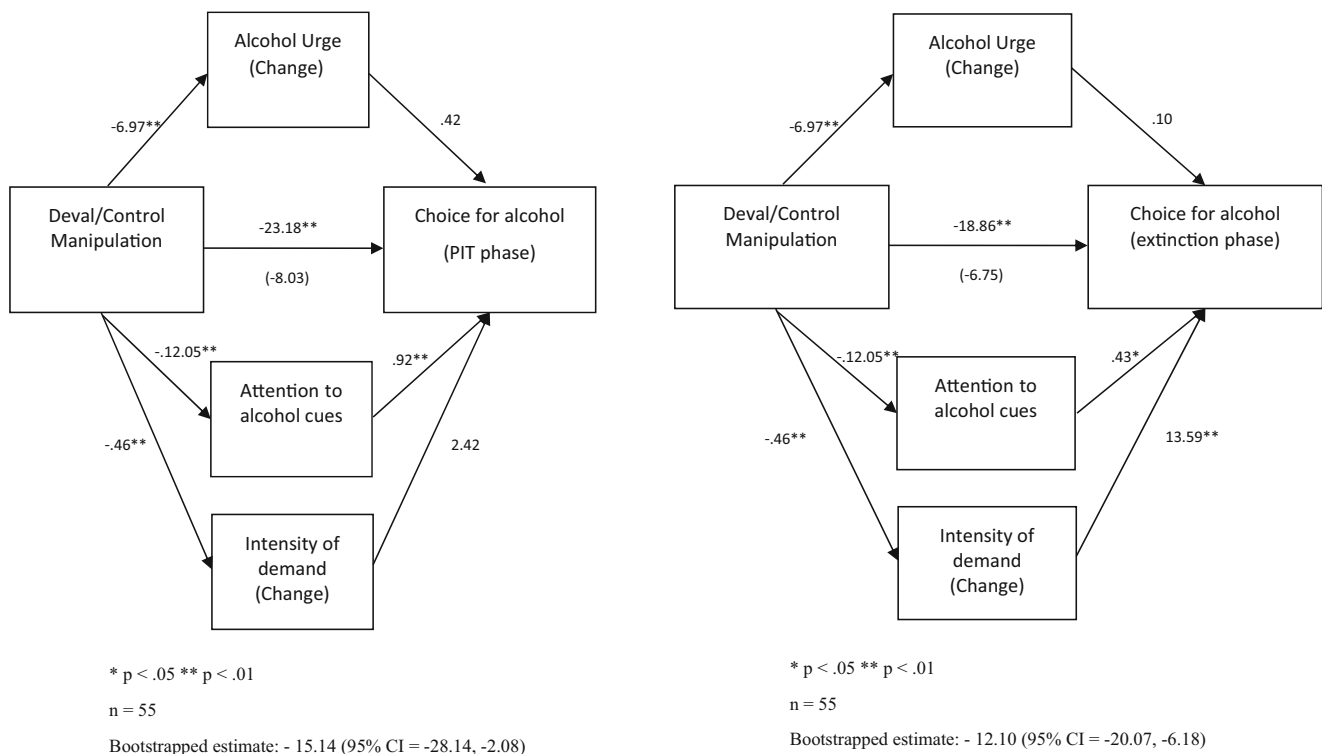 Alcohol Urge
(Change)
-6.97**
.42
Deval/Control
Manipulation
-23.18**
(-8.03)
Choice for alcohol
(PIT phase)
-.12.05**
.92**
Attention to
alcohol cues
-.46**
2.42
Intensity of
demand
(Change)
* p < .05 ** p < .01
n = 55
Bootstrapped estimate: - 15.14 (95% CI = -28.14, -2.08)
Alcohol Urge
(Change)
-6.97**
.10
Deval/Control
Manipulation
-18.86**
(-6.75)
Choice for alcohol
(extinction phase)
-.12.05**
.43*
Attention to
alcohol cues
-.46**
13.59**
Intensity of
demand
(Change)
* p < .05 ** p < .01
n = 55
Bootstrapped estimate: - 12.10 (95% CI = -20.07, -6.18)